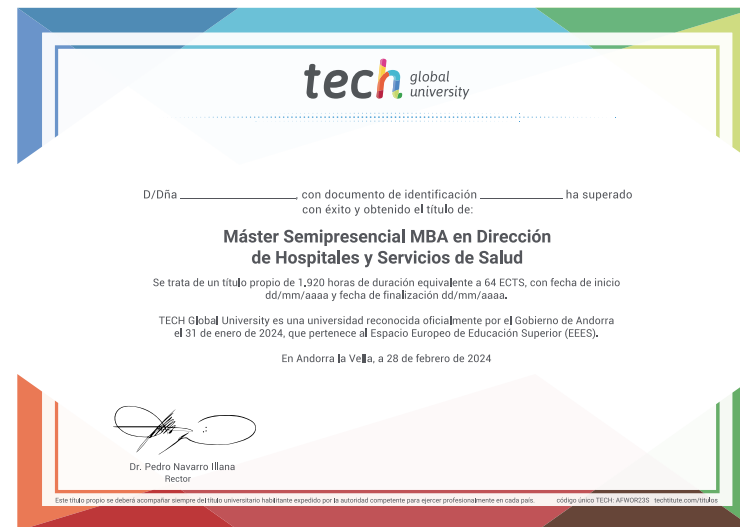 tech global university
D/Dña ____________, con documento de identificación ____________ ha superado
con éxito y obtenido el título de:
Máster Semipresencial MBA en Dirección
de Hospitales y Servicios de Salud
Se trata de un título propio de 1.920 horas de duración equivalente a 64 ECTS, con fecha de inicio
dd/mm/aaaa y fecha de finalización dd/mm/aaaa.
TECH Global University es una universidad reconocida oficialmente por el Gobierno de Andorra
el 31 de enero de 2024, que pertenece al Espacio Europeo de Educación Superior (EEES).
En Andorra la Vella, a 28 de febrero de 2024
Dr. Pedro Navarro Illana
Rector
Este título propio se deberá acompañar siempre del título universitario habilitante expedido por la autoridad competente para ejercer profesionalmente en cada país. código único TECH: AFWOR23S techtitute.com/titulos